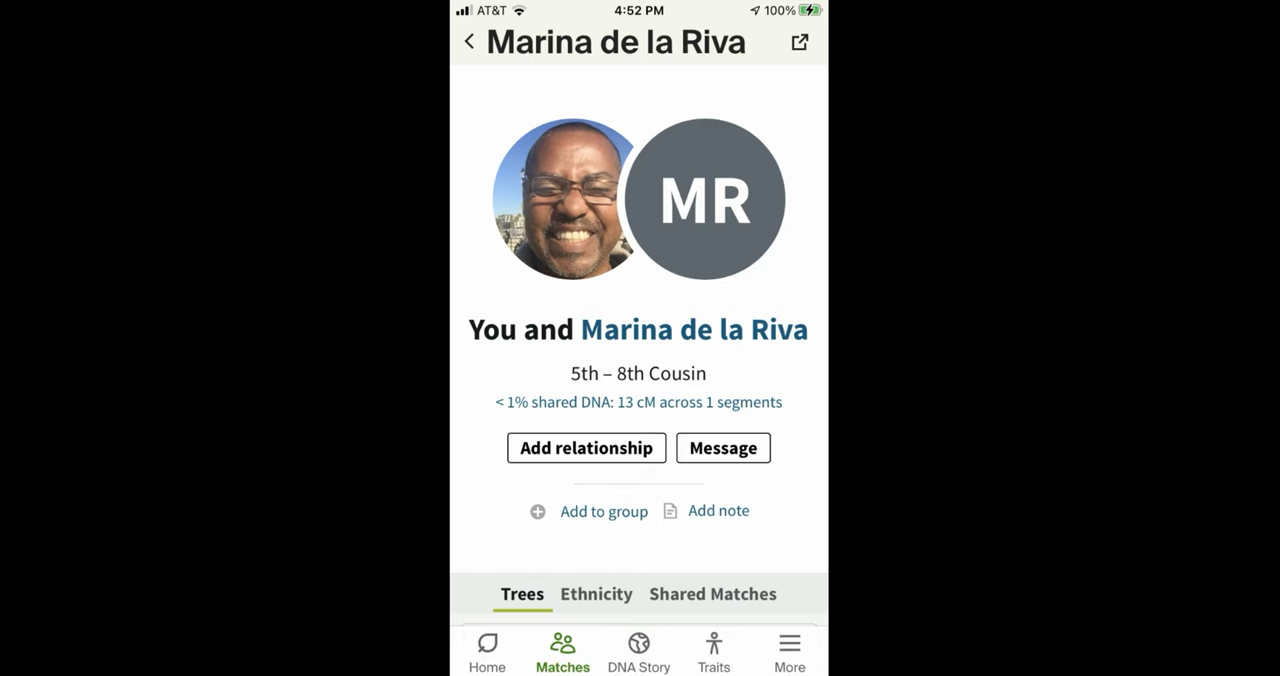 AT&T 4:52 PM 100%
Marina de la Riva
MR
You and Marina de la Riva
5th – 8th Cousin
< 1% shared DNA: 13 cM across 1 segments
Add relationship Message
Add to group Add note
Trees Ethnicity Shared Matches
Home Matches DNA Story Traits More